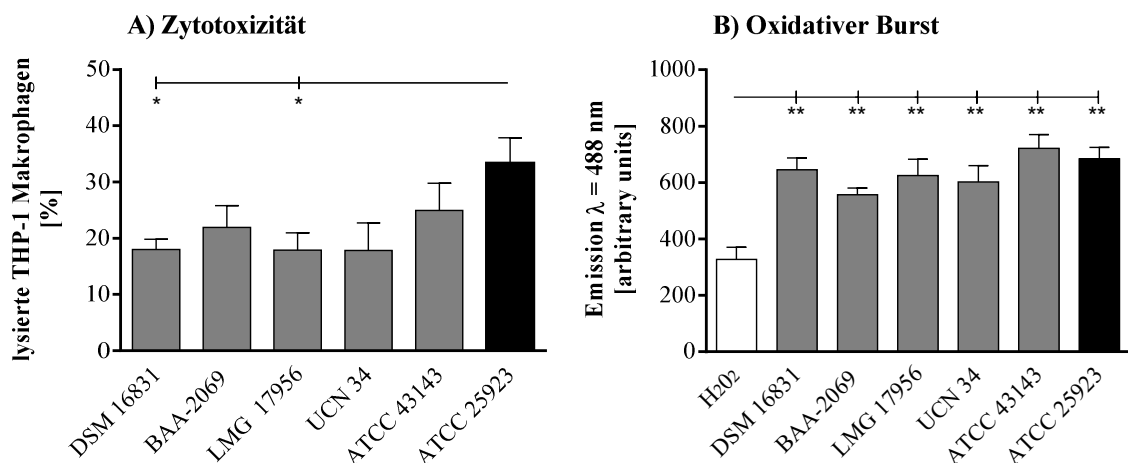 A) Zytotoxizität
lysierte THP-1 Makrophagen
[%]
50
40
30
20
10
0
* *
DSM 16831
BAA-2069
LMG 17956
UCN 34
ATCC 43143
ATCC 25923
B) Oxidativer Burst
Emission λ = 488 nm
[arbitrary units]
1000
800
600
400
200
0
** ** ** ** ** **
H2O2
DSM 16831
BAA-2069
LMG 17956
UCN 34
ATCC 43143
ATCC 25923